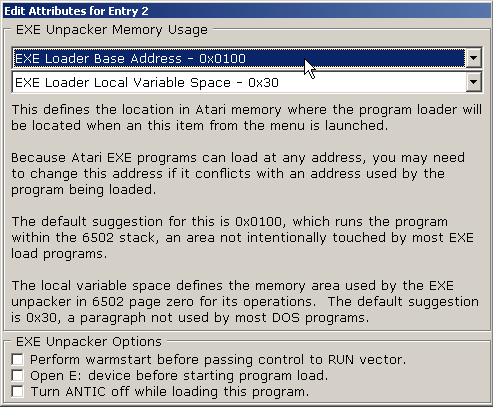 Edit Attributes for Entry 2
EXE Unpacker Memory Usage
EXE Loader Base Address - 0x0100
EXE Loader Local Variable Space - 0x30
This defines the location in Atari memory where the program loader will
be located when an this item from the menu is launched.
Because Atari EXE programs can load at any address, you may need
to change this address if it conflicts with an address used by the
program being loaded.
The default suggestion for this is 0x0100, which runs the program
within the 6502 stack, an area not intentionally touched by most EXE
load programs.
The local variable space defines the memory area used by the EXE
unpacker in 6502 page zero for its operations.  The default suggestion
is 0x30, a paragraph not used by most DOS programs.
EXE Unpacker Options
Perform warmstart before passing control to RUN vector.
Open E: device before starting program load.
Turn ANTIC off while loading this program.